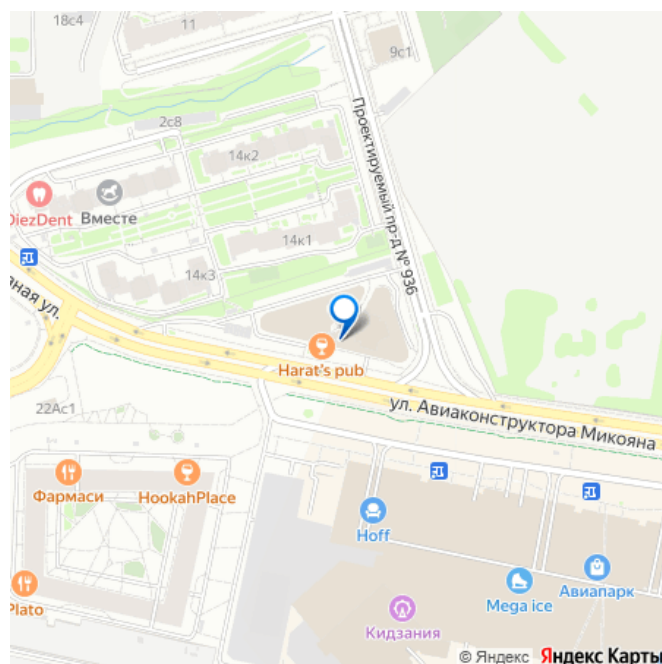 18с4
11
9с1
2с8
14к2
Проектируемый пр-д № 936
DiezDent
Вместе
14к1
14к3
зная ул.
Harat's pub
ул. Авиаконструктора Микояна
22Ас1
Фармаси
HookahPlace
Hoff
Plato
Mega ice
Авиапарк
Кидзания
© Яндекс Яндекс Карты